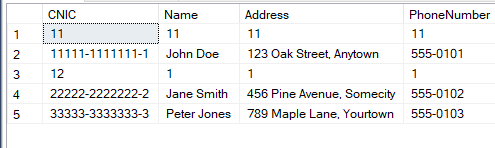 CNIC Name Address PhoneNumber
1 11 11 11 11
2 11111-1111111-1 John Doe 123 Oak Street, Anytown 555-0101
3 12 1 1 1
4 22222-2222222-2 Jane Smith 456 Pine Avenue, Somecity 555-0102
5 33333-3333333-3 Peter Jones 789 Maple Lane, Yourtown 555-0103